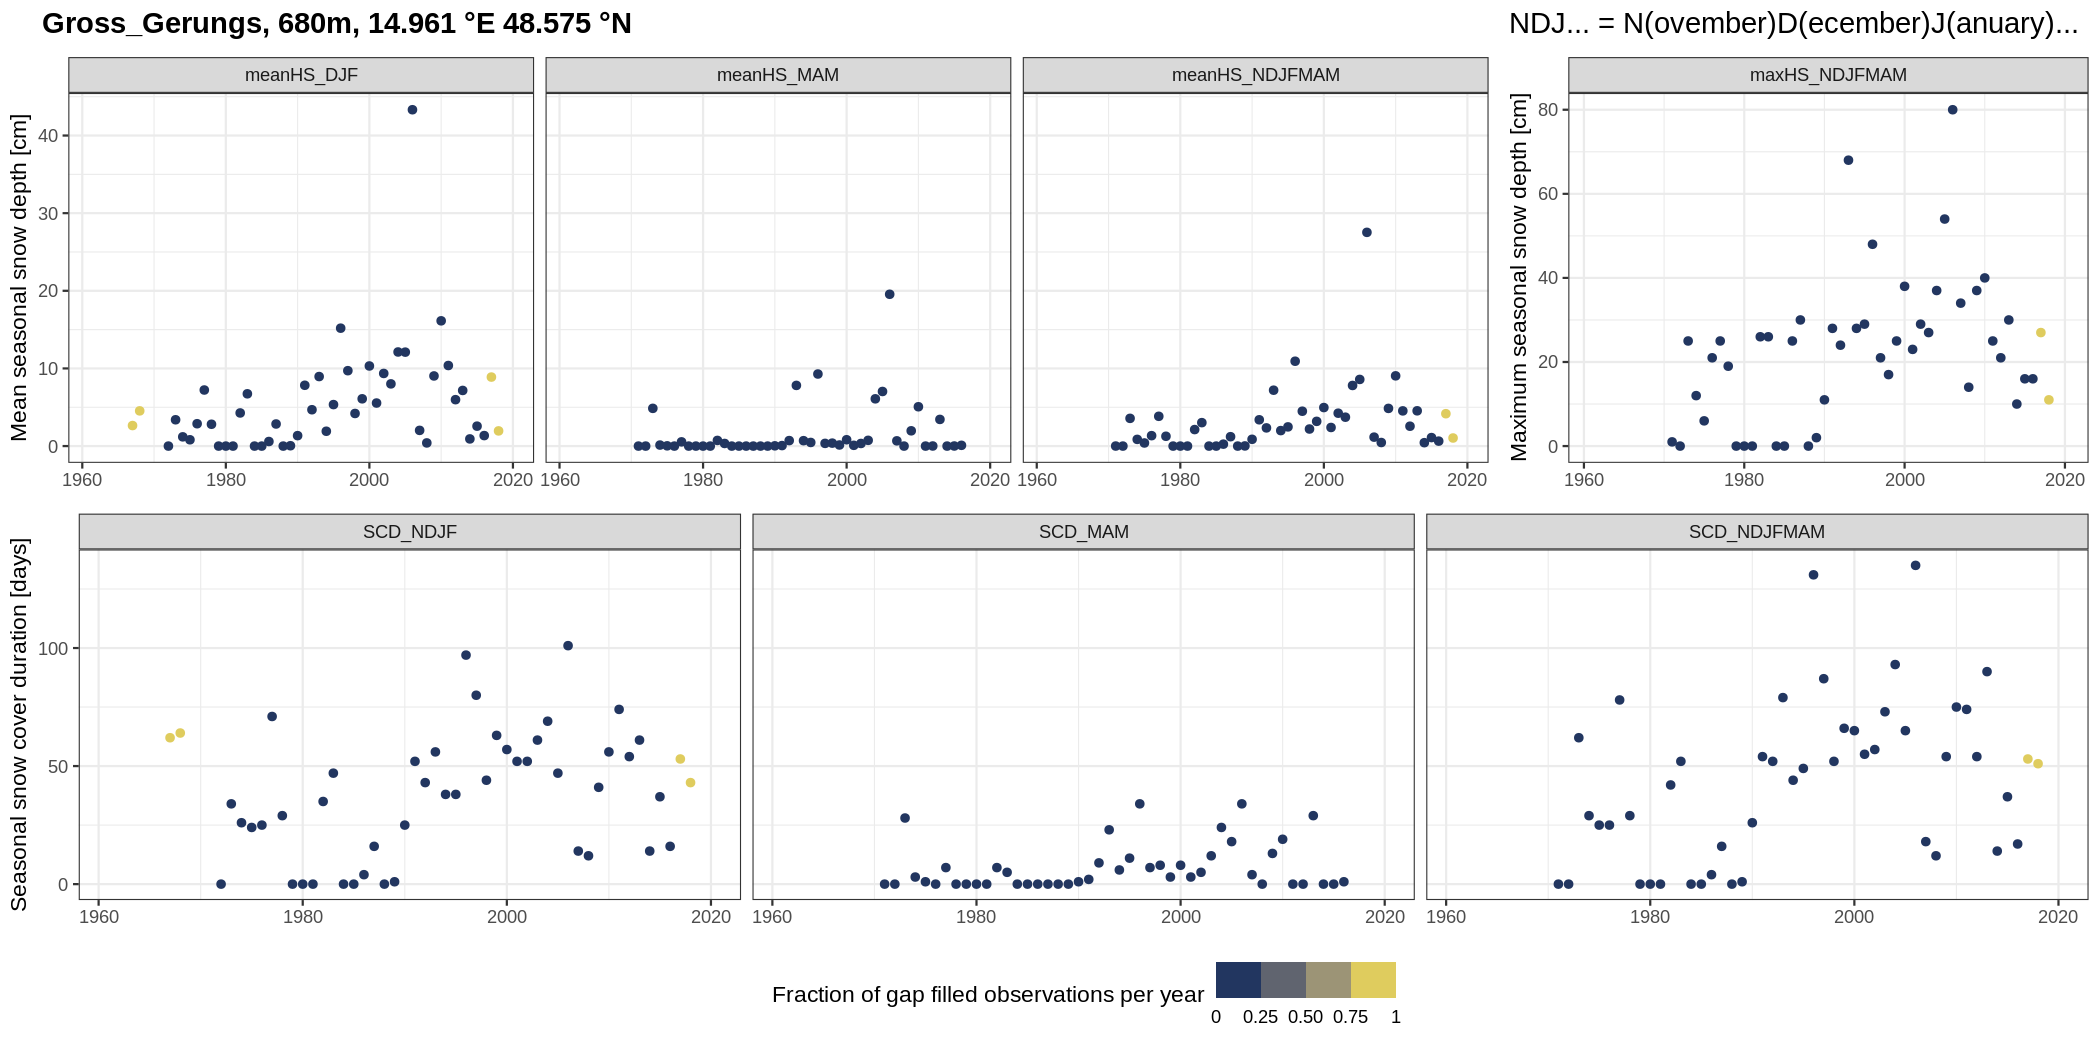 Gross_Gerungs, 680m, 14.961 °E 48.575 °N
NDJ... = N(ovember)D(ecember)J(anuary)...
meanHS_DJF
meanHS_MAM
meanHS_NDJFMAM
maxHS_NDJFMAM
Mean seasonal snow depth [cm]
40
30
20
10
0
1960 1980 2000 2020
1960 1980 2000 2020
1960 1980 2000 2020
Maximum seasonal snow depth [cm]
80
60
40
20
0
1960 1980 2000 2020
SCD_NDJF
SCD_MAM
SCD_NDJFMAM
Seasonal snow cover duration [days]
100
50
0
1960 1980 2000 2020
1960 1980 2000 2020
1960 1980 2000 2020
Fraction of gap filled observations per year
0 0.25 0.50 0.75 1